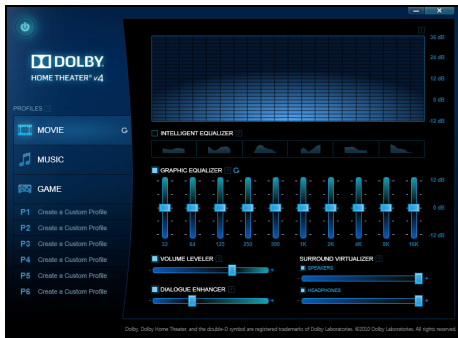 DOLBY
HOME THEATER® v4
PROFILES
MOVIE
MUSIC
GAME
P1 Create a Custom Profile
P2 Create a Custom Profile
P3 Create a Custom Profile
P4 Create a Custom Profile
P5 Create a Custom Profile
P6 Create a Custom Profile
36 dB
24 dB
12 dB
0 dB
-12 dB
INTELLIGENT EQUALIZER
GRAPHIC EQUALIZER
12 dB
0 dB
-12 dB
32 64 125 250 500 1K 2K 4K 8K 16K
VOLUME LEVELER
- +
DIALOGUE ENHANCER
- +
SURROUND VIRTUALIZER
SPEAKERS
- +
HEADPHONES
- +
Dolby, Dolby Home Theater, and the double-D symbol are registered trademarks of Dolby Laboratories. ©2010 Dolby Laboratories. All rights reserved.